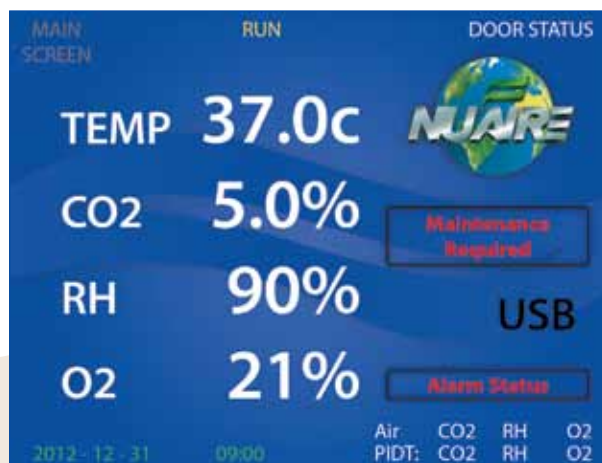 MAIN SCREEN
RUN
DOOR STATUS
NUAIRE
TEMP 37.0c
CO2 5.0%
Maintenance
Required
RH 90%
USB
O2 21%
Alarm Status
Air CO2 RH O2
2012 - 12 - 31 09:00 PIDT: CO2 RH O2